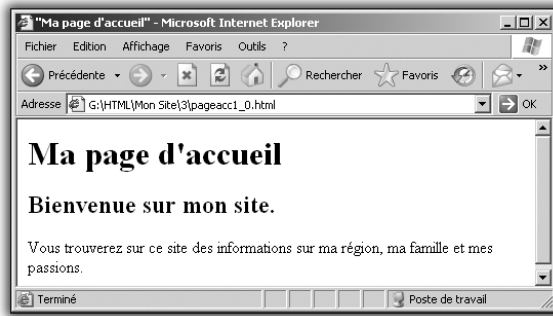 "Ma page d'accueil" - Microsoft Internet Explorer
Fichier Edition Affichage Favoris Outils ?
Précédente Rechercher Favoris »
Adresse G:\HTML\Mon Site\3\pageacc1_0.html OK
Ma page d'accueil
Bienvenue sur mon site.
Vous trouverez sur ce site des informations sur ma région, ma famille et mes
passions.
Terminé Poste de travail